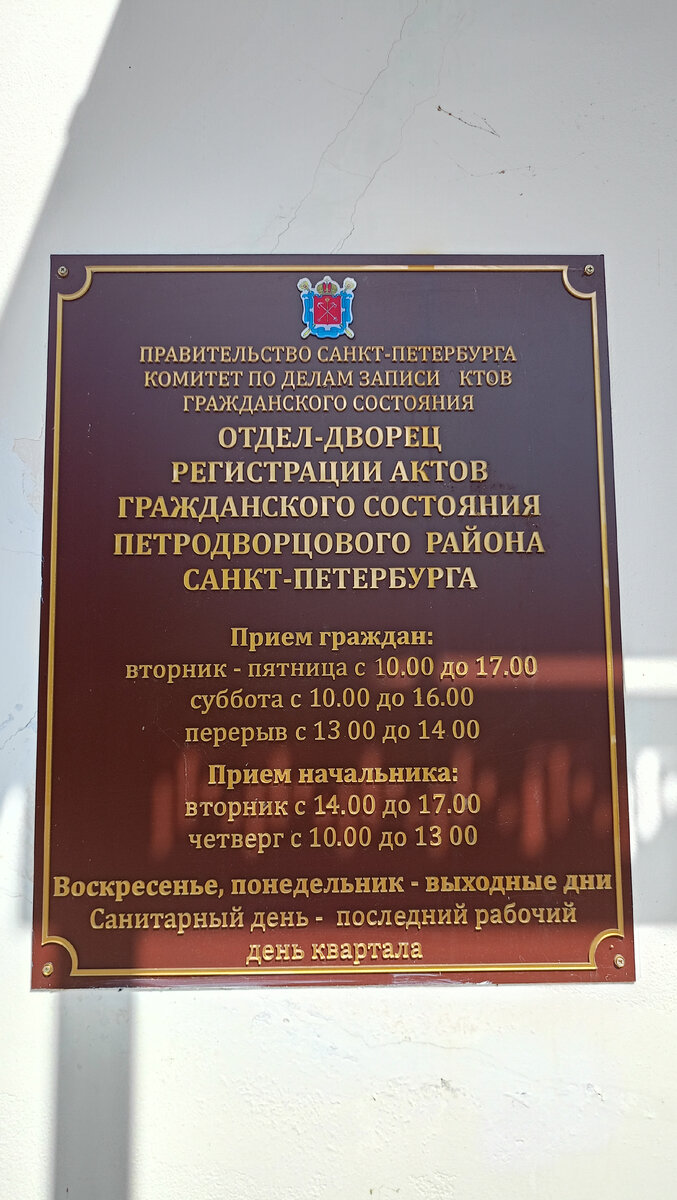 ПРАВИТЕЛЬСТВО САНКТ-ПЕТЕРБУРГА
КОМИТЕТ ПО ДЕЛАМ ЗАПИСИ КТОВ
ГРАЖДАНСКОГО СОСТОЯНИЯ
ОТДЕЛ-ДВОРЕЦ
РЕГИСТРАЦИИ АКТОВ
ГРАЖДАНСКОГО СОСТОЯНИЯ
ПЕТРОДВОРЦОВОГО РАЙОНА
САНКТ-ПЕТЕРБУРГА
Прием граждан:
вторник - пятница с 10.00 до 17.00
суббота с 10.00 до 16.00
перерыв с 13 00 до 14 00
Прием начальника:
вторник с 14.00 до 17.00
четверг с 10.00 до 13 00
Воскресенье, понедельник - выходные дни
Санитарный день - последний рабочий
день квартала